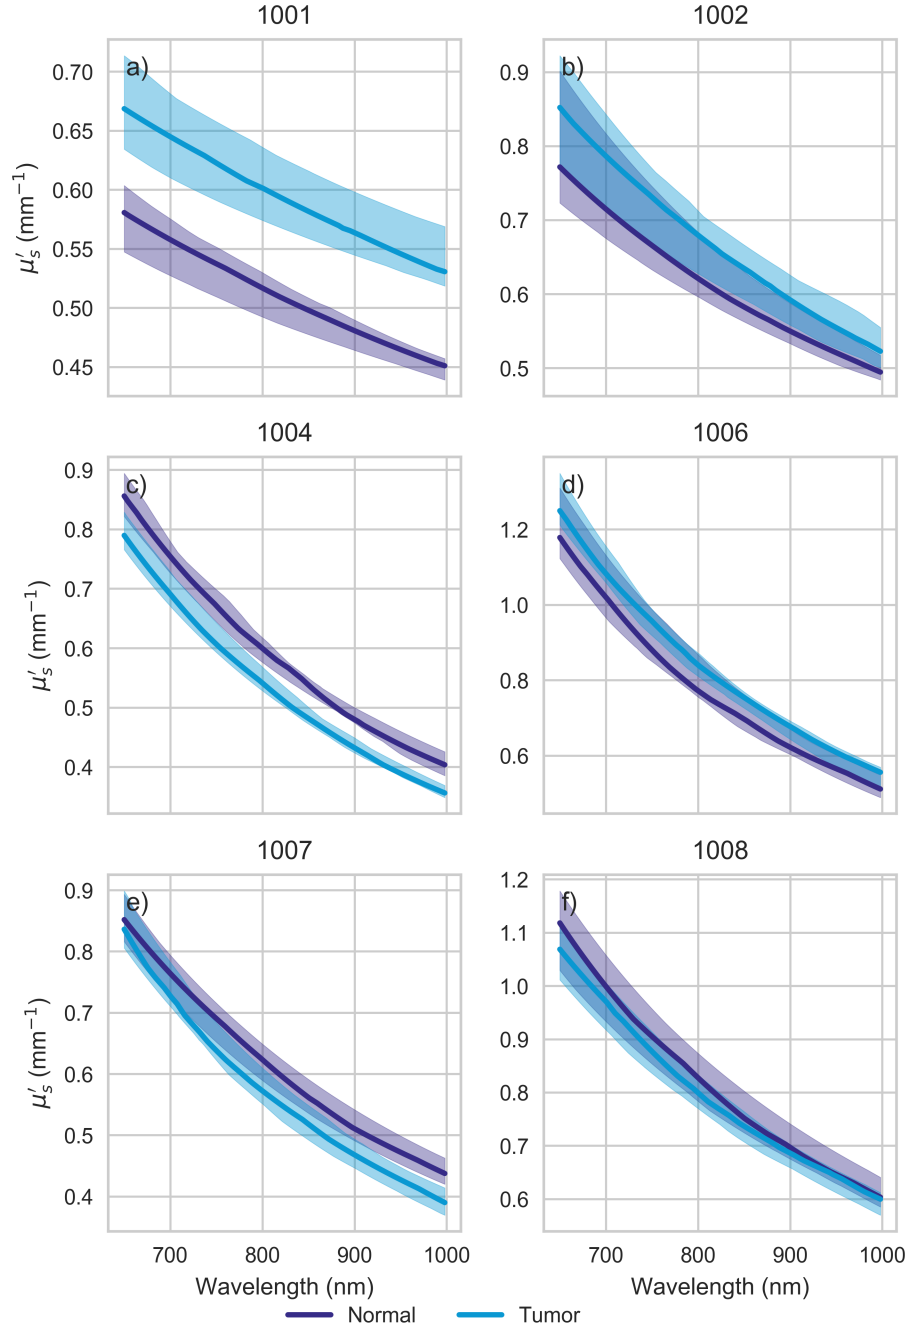 1001
1002
0.70
0.65
0.60
0.55
0.50
0.45
μ′s (mm−1)
a)
0.9
0.8
0.7
0.6
0.5
b)
1004
1006
0.9
0.8
0.7
0.6
0.5
0.4
μ′s (mm−1)
c)
1.2
1.0
0.8
0.6
d)
1007
1008
0.9
0.8
0.7
0.6
0.5
0.4
μ′s (mm−1)
e)
1.2
1.1
1.0
0.9
0.8
0.7
0.6
f)
700 800 900 1000
700 800 900 1000
Wavelength (nm)
Wavelength (nm)
Normal Tumor